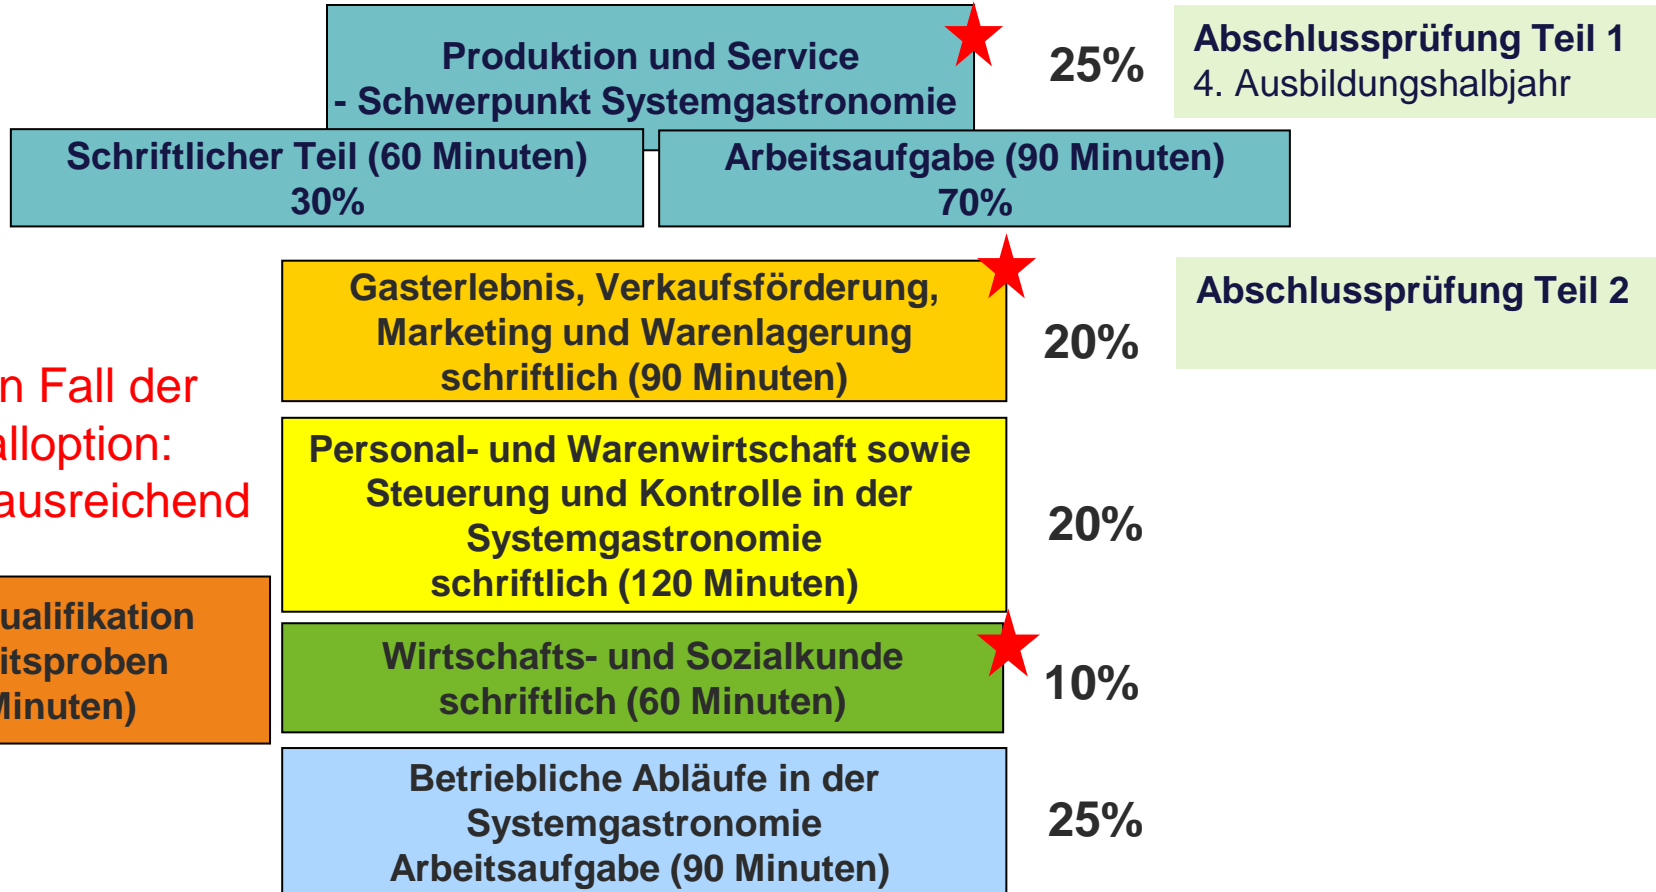 Produktion und Service
- Schwerpunkt Systemgastronomie
25%
Abschlussprüfung Teil 1
4. Ausbildungshalbjahr
Schriftlicher Teil (60 Minuten)
30%
Arbeitsaufgabe (90 Minuten)
70%
Gasterlebnis, Verkaufsförderung,
Marketing und Warenlagerung
schriftlich (90 Minuten)
20%
Abschlussprüfung Teil 2
n Fall der
alloption:
ausreichend
Personal- und Warenwirtschaft sowie
Steuerung und Kontrolle in der
Systemgastronomie
schriftlich (120 Minuten)
20%
ualifikation
itsproben
Minuten)
Wirtschafts- und Sozialkunde
schriftlich (60 Minuten)
10%
Betriebliche Abläufe in der
Systemgastronomie
Arbeitsaufgabe (90 Minuten)
25%